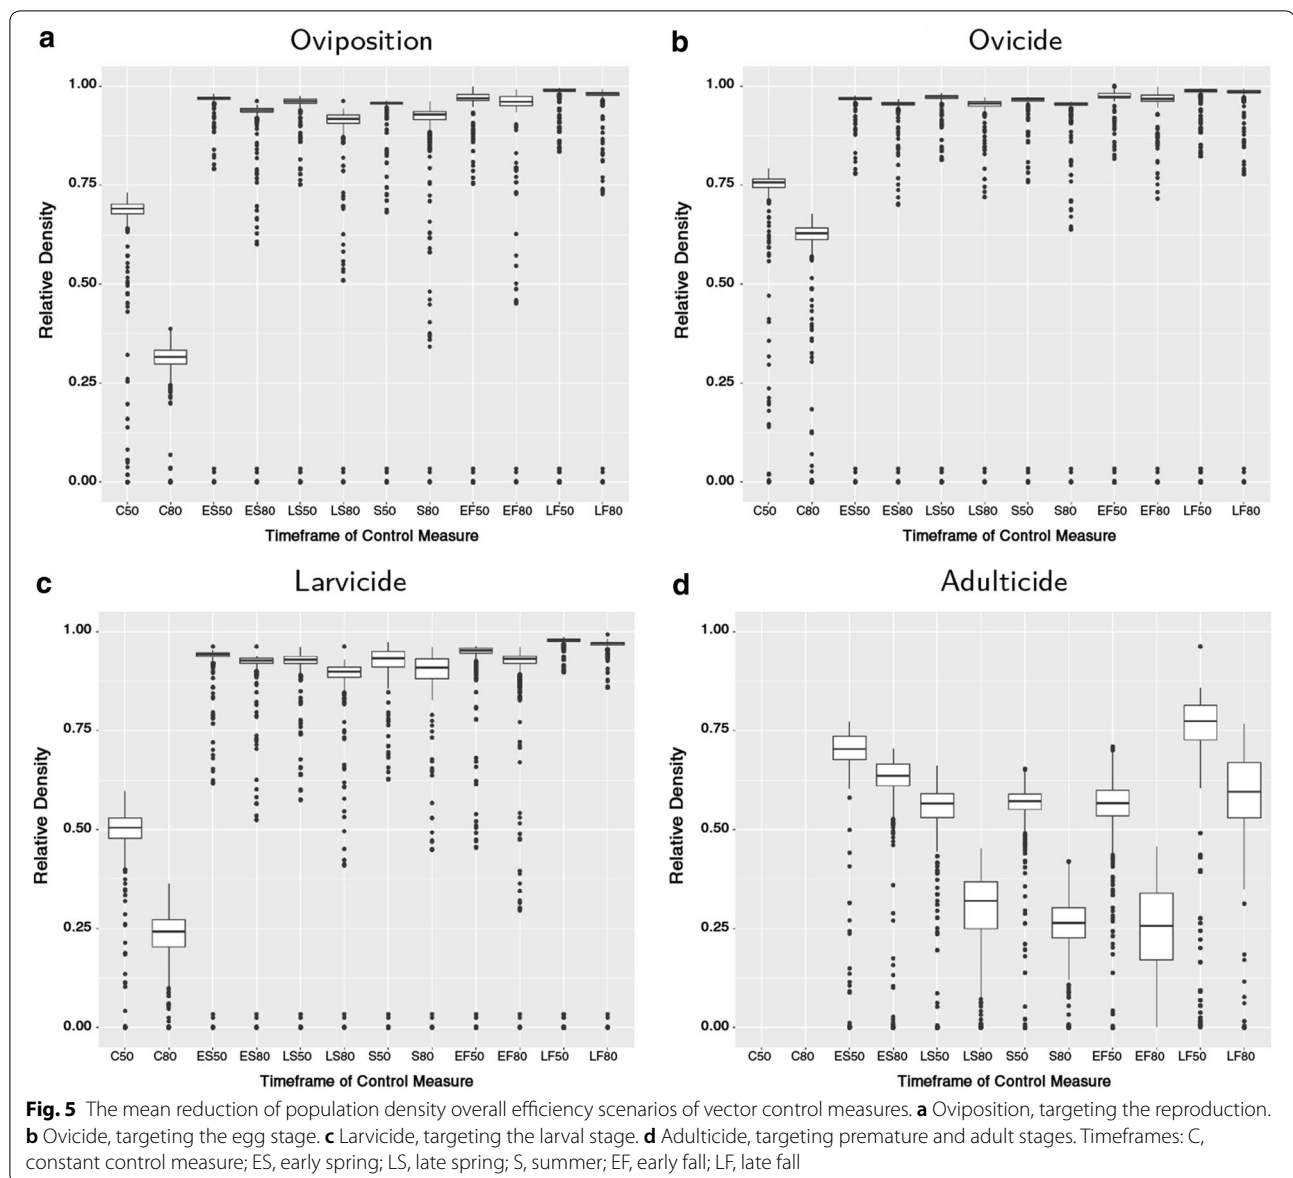 a
Oviposition
1.00
0.75
0.50
0.25
0.00
Relative Density
C50 C80 ES50 ES80 LS50 LS80 S50 S80 EF50 EF80 LF50 LF80
Timeframe of Control Measure
b
Ovicide
1.00
0.75
0.50
0.25
0.00
Relative Density
C50 C80 ES50 ES80 LS50 LS80 S50 S80 EF50 EF80 LF50 LF80
Timeframe of Control Measure
c
Larvicide
1.00
0.75
0.50
0.25
0.00
Relative Density
C50 C80 ES50 ES80 LS50 LS80 S50 S80 EF50 EF80 LF50 LF80
Timeframe of Control Measure
d
Adulticide
1.00
0.75
0.50
0.25
0.00
Relative Density
C50 C80 ES50 ES80 LS50 LS80 S50 S80 EF50 EF80 LF50 LF80
Timeframe of Control Measure
Fig. 5 The mean reduction of population density overall efficiency scenarios of vector control measures. a Oviposition, targeting the reproduction.
b Ovicide, targeting the egg stage. c Larvicide, targeting the larval stage. d Adulticide, targeting premature and adult stages. Timeframes: C,
constant control measure; ES, early spring; LS, late spring; S, summer; EF, early fall; LF, late fall